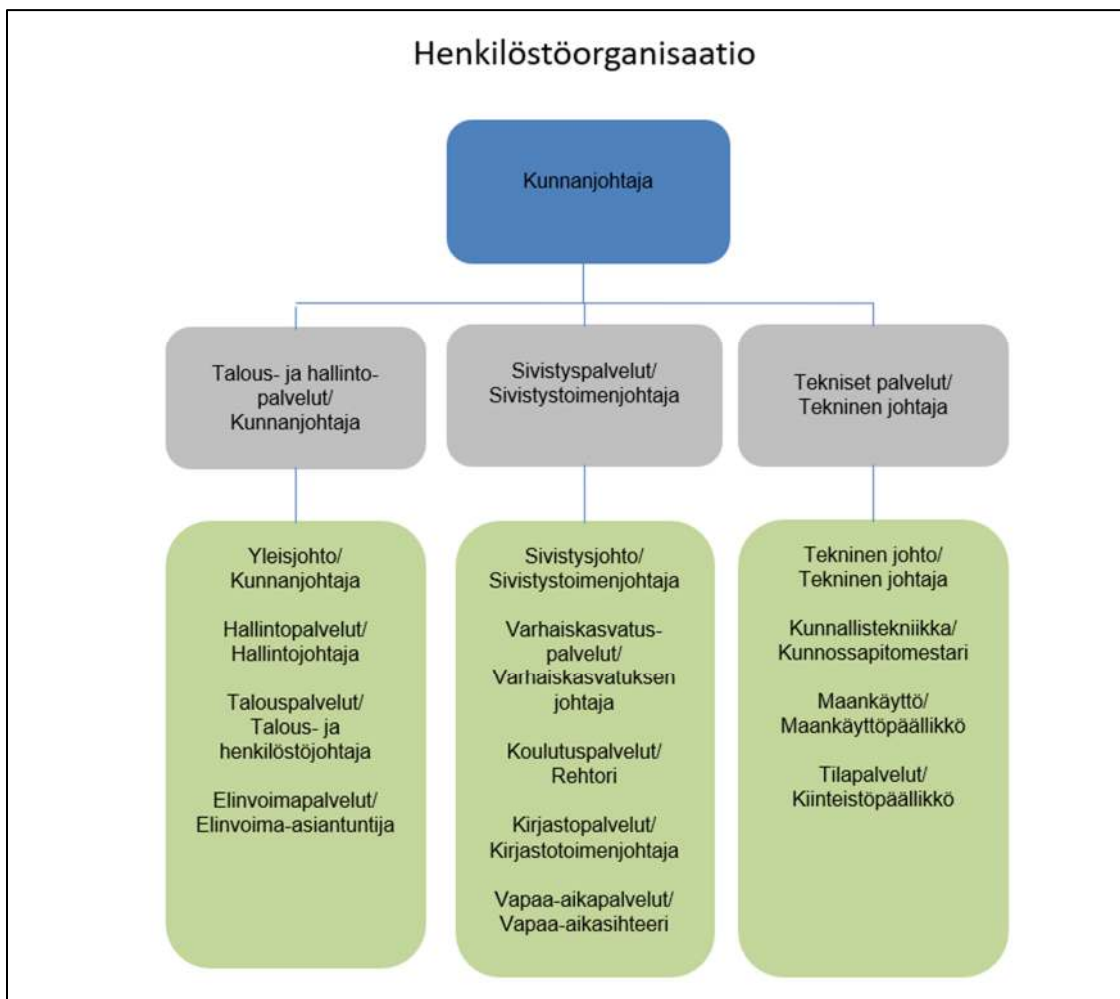 Henkilöstöorganisaatio
Kunnanjohtaja
Talous- ja hallinto-
palvelut/
Kunnanjohtaja
Sivistyspalvelut/
Sivistystoimenjohtaja
Tekniset palvelut/
Tekninen johtaja
Yleisjohto/
Kunnanjohtaja
Hallintopalvelut/
Hallintojohtaja
Talouspalvelut/
Talous- ja
henkilöstöjohtaja
Elinvoimapalvelut/
Elinvoima-asiantuntija
Sivistysjohto/
Sivistystoimenjohtaja
Varhaiskasvatus-
palvelut/
Varhaiskasvatuksen
johtaja
Koulutuspalvelut/
Rehtori
Kirjastopalvelut/
Kirjastotoimenjohtaja
Vapaa-aikapalvelut/
Vapaa-aikasihteeri
Tekninen johto/
Tekninen johtaja
Kunnallistekniikka/
Kunnossapitomestari
Maankäyttö/
Maankäyttöpäällikkö
Tilapalvelut/
Kiinteistöpäällikkö